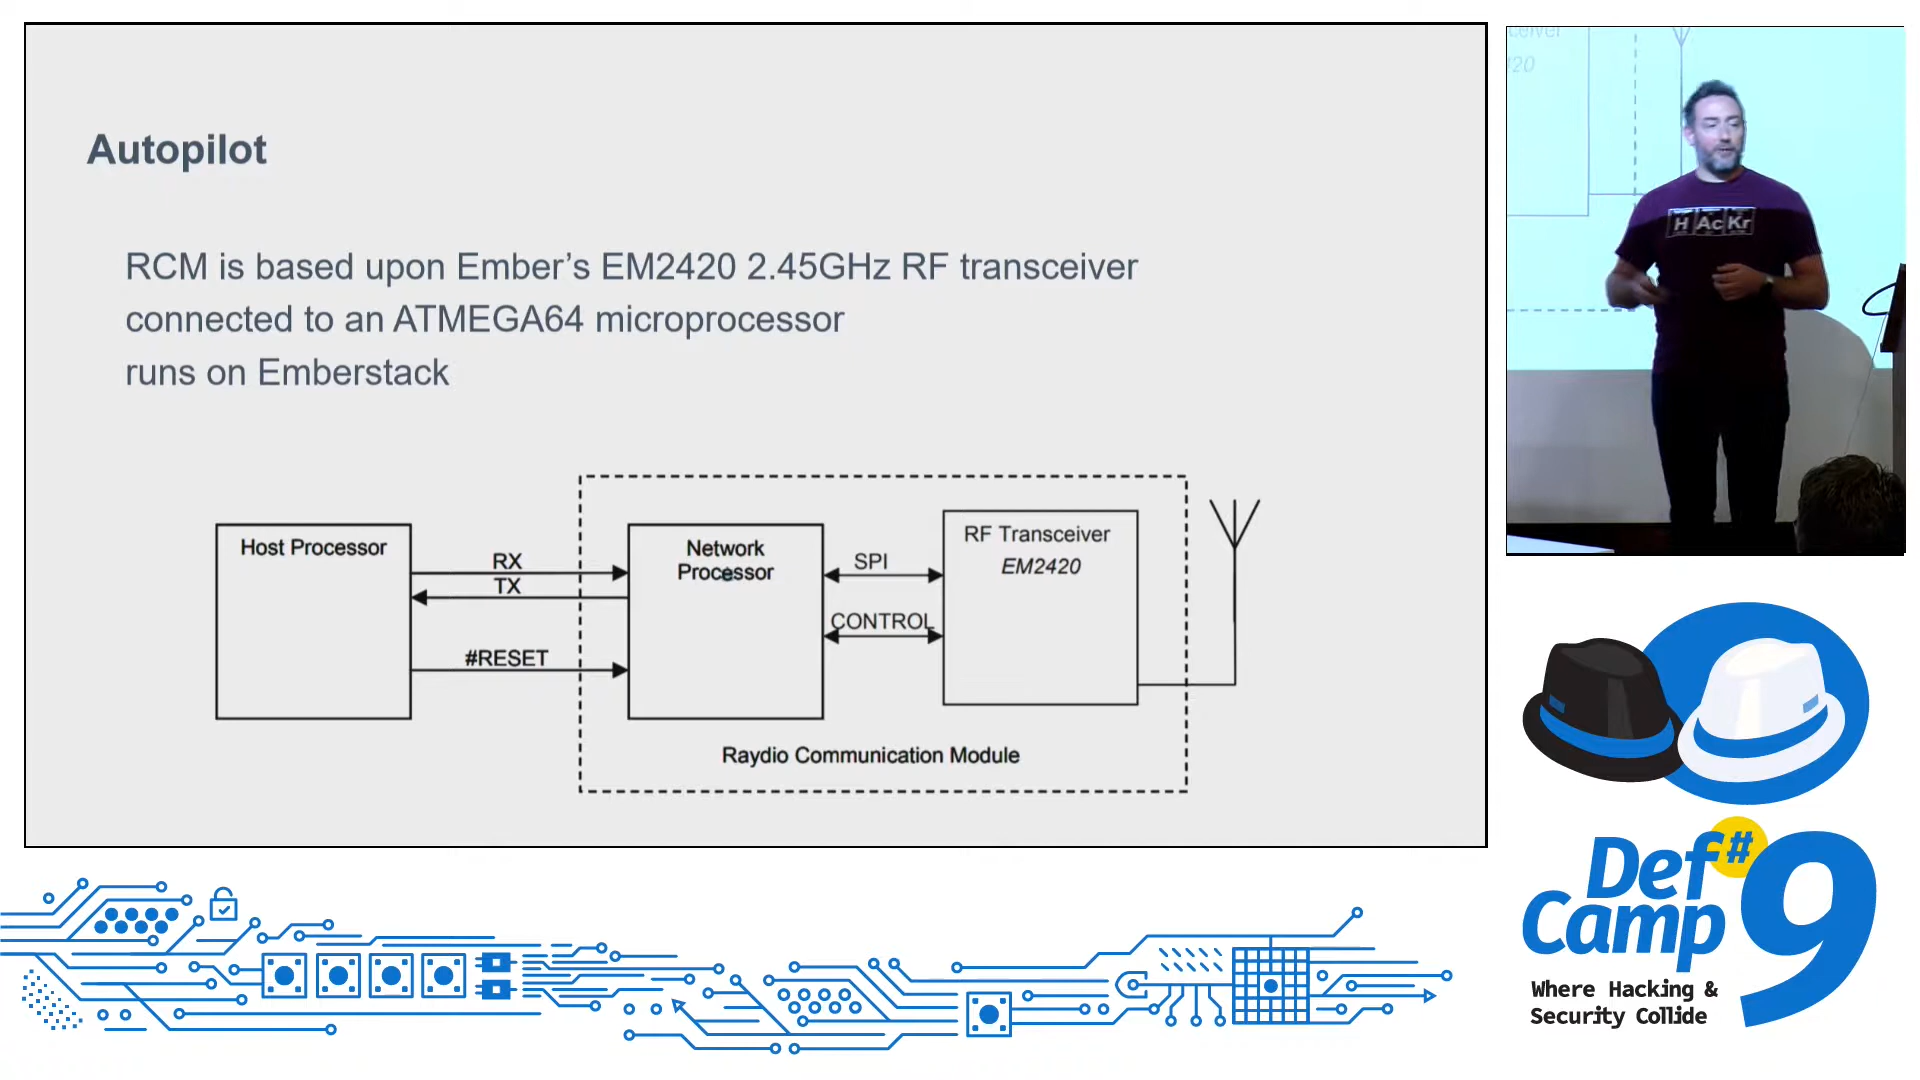 Autopilot
RCM is based upon Ember’s EM2420 2.45GHz RF transceiver
connected to an ATMEGA64 microprocessor
runs on Emberstack
Host Processor
RX
TX
#RESET
Network
Processor
SPI
CONTROL
RF Transceiver
EM2420
Raydio Communication Module
H Ac Kr
Def
Camp
#9
Where Hacking &
Security Collide